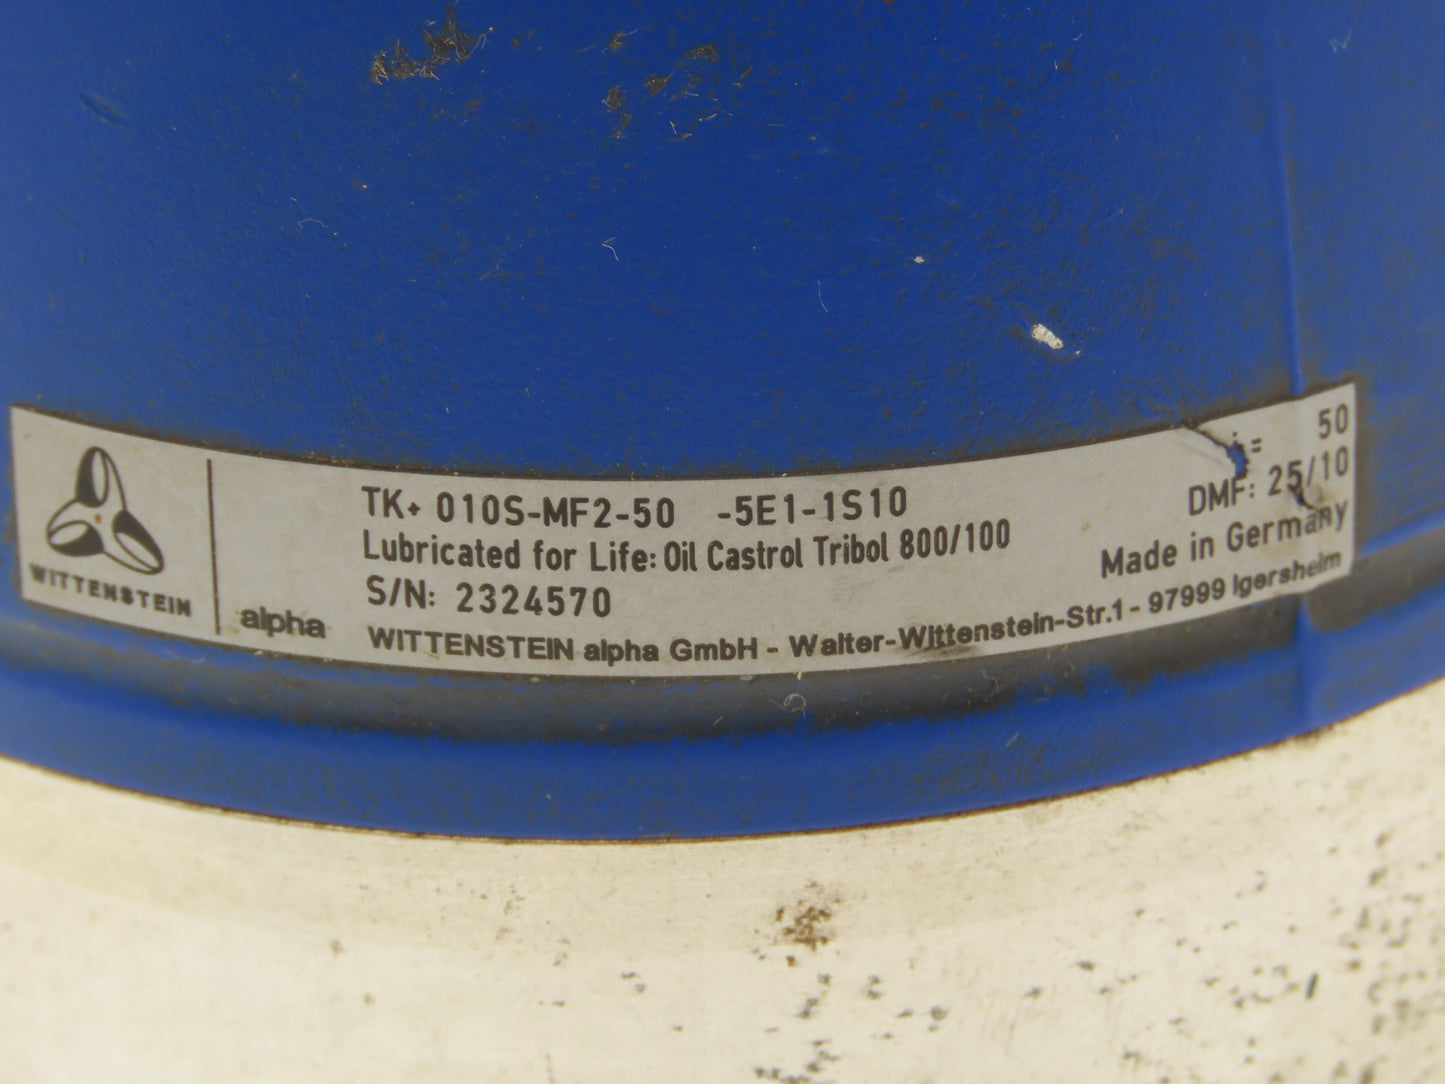 WITTENSTEIN
alpha
TK+ 010S-MF2-50 -5E1-1S10
i= 50
Lubricated for Life: Oil Castrol Tribol 800/100
DMF: 25/10
S/N: 2324570
Made in Germany
WITTENSTEIN alpha GmbH - Walter-Wittenstein-Str.1 - 97999 Igersheim